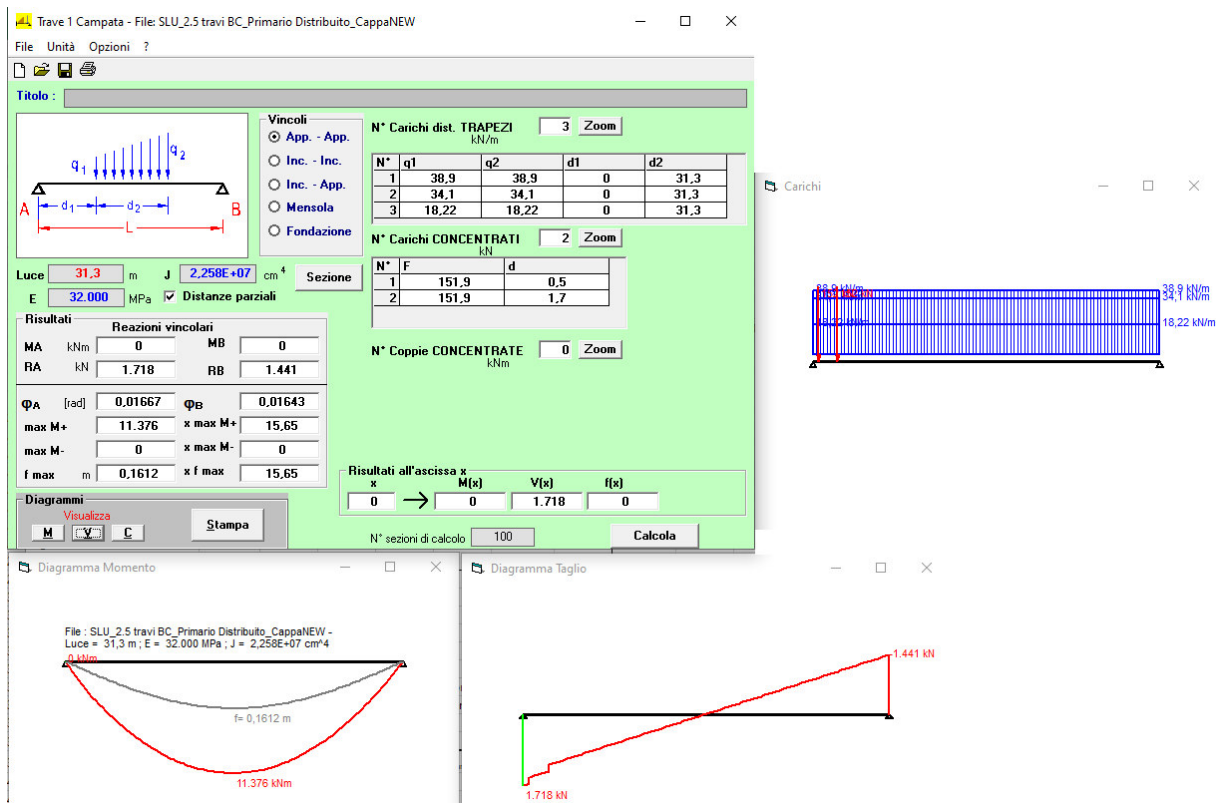 Trave 1 Campata - File: SLU_2.5 travi BC_Primario Distribuito_CappaNEW
File Unità Opzioni ?
Titolo :
q1 q2
A d1 d2 B
L
Vincoli
App. - App.
Inc. - Inc.
Inc. - App.
Mensola
Fondazione
N° Carichi dist. TRAPEZI 3 Zoom
kN/m
N° q1 q2 d1 d2
1 38,9 38,9 0 31,3
2 34,1 34,1 0 31,3
3 18,22 18,22 0 31,3
N° Carichi CONCENTRATI 2 Zoom
kN
N° F d
1 151,9 0,5
2 151,9 1,7
N° Coppie CONCENTRATE 0 Zoom
kNm
Luce 31,3 m J 2,258E+07 cm 4 Sezione
E 32.000 MPa Distanze parziali
Risultati
Reazioni vincolari
MA kNm 0 MB 0
RA kN 1.718 RB 1.441
φA [rad] 0,01667 φB 0,01643
max M+ 11.376 x max M+ 15,65
max M- 0 x max M- 0
f max m 0,1612 x f max 15,65
Risultati all'ascissa x
x M(x) V(x) f(x)
0 0 1.718 0
Diagrammi
Visualizza
M V C Stampa
N° sezioni di calcolo 100 Calcola
Carichi
38,9 kN/m 38,9 kN/m
34,1 kN/m
18,22 kN/m 18,22 kN/m
Diagramma Momento
File : SLU_2.5 travi BC_Primario Distribuito_CappaNEW -
Luce = 31,3 m ; E = 32.000 MPa ; J = 2,258E+07 cm^4
0 kNm
f= 0,1612 m
11.376 kNm
Diagramma Taglio
1.441 kN
1.718 kN